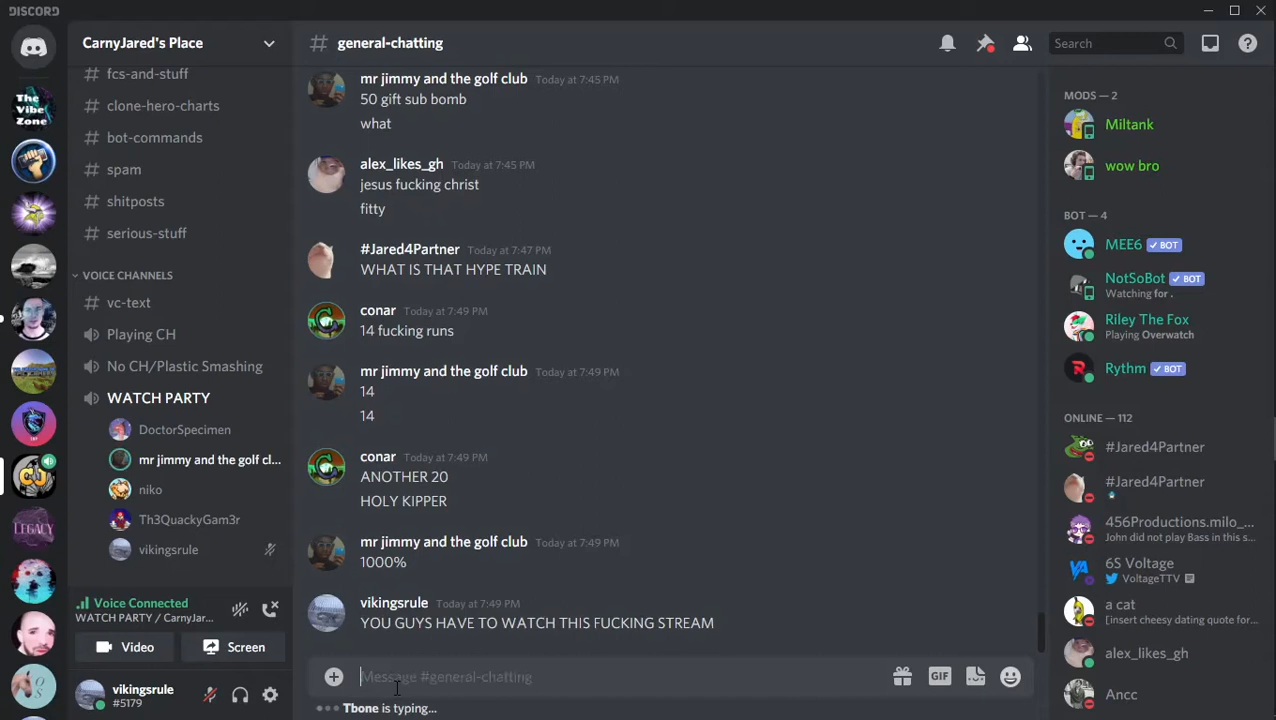 DISCORD
The Vibe Zone
LEGACY
CarnyJared's Place
# fcs-and-stuff
# clone-hero-charts
# bot-commands
# spam
# shitposts
# serious-stuff
VOICE CHANNELS
# vc-text
Playing CH
No CH/Plastic Smashing
WATCH PARTY
DoctorSpecimen
mr jimmy and the golf cl...
niko
Th3QuackyGam3r
vikingsrule
Voice Connected
WATCH PARTY / CarnyJared...
Video
Screen
vikingsrule
#5179
# general-chatting
Search
mr jimmy and the golf club Today at 7:45 PM
50 gift sub bomb
what
alex_likes_gh Today at 7:45 PM
jesus fucking christ
fitty
#Jared4Partner Today at 7:47 PM
WHAT IS THAT HYPE TRAIN
conar Today at 7:49 PM
14 fucking runs
mr jimmy and the golf club Today at 7:49 PM
14
14
conar Today at 7:49 PM
ANOTHER 20
HOLY KIPPER
mr jimmy and the golf club Today at 7:49 PM
1000%
vikingsrule Today at 7:49 PM
YOU GUYS HAVE TO WATCH THIS FUCKING STREAM
Message #general-chatting
GIF
Tbone is typing...
MODS — 2
Miltank
wow bro
BOT — 4
MEE6 ✓ BOT
NotSoBot ✓ BOT
Watching for .
Riley The Fox
Playing Overwatch
Rythm ✓ BOT
ONLINE — 112
#Jared4Partner
#Jared4Partner
456Productions.milo_...
John did not play Bass in this s...
6S Voltage
VoltageTTV
a cat
[insert cheesy dating quote for...
alex_likes_gh
Ancc